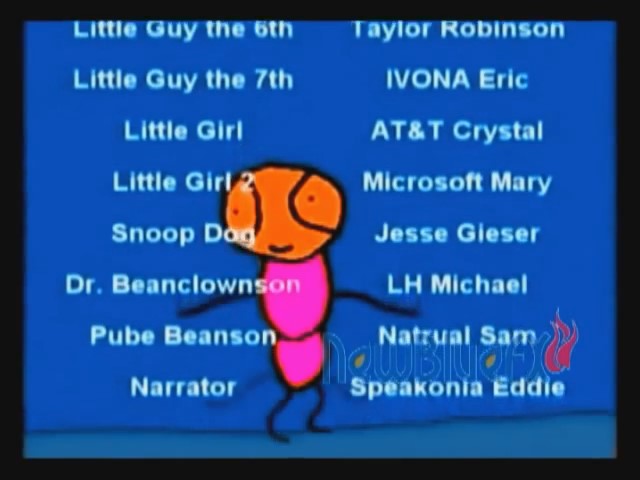 Little Guy the 6th Taylor Robinson
Little Guy the 7th IVONA Eric
Little Girl AT&T Crystal
Little Girl 2 Microsoft Mary
Snoop Dog Jesse Gieser
Dr. Beanclownson LH Michael
Pube Beanson Natrual Sam
NewBlueFX
Narrator Speakonia Eddie